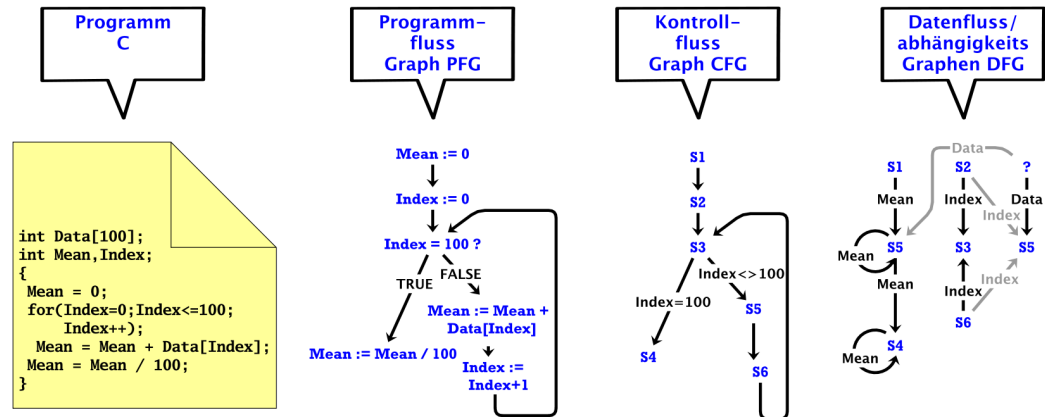 Programm
C
Programm-
fluss
Graph PFG
Kontroll-
fluss
Graph CFG
Datenfluss/
abhängigkeits
Graphen DFG
int Data[100];
int Mean,Index;
{
Mean = 0;
for(Index=0;Index<=100;
Index++);
Mean = Mean + Data[Index];
Mean = Mean / 100;
}
Mean := 0
Index := 0
Index = 100 ?
TRUE
FALSE
Mean := Mean +
Data[Index]
Mean := Mean / 100
Index :=
Index+1
S1
S2
S3
Index<>100
Index=100
S5
S4
S6
Data
S1
S2
?
Mean
Index
Data
Index
S5
S3
S5
Mean
Mean
Index
Index
S6
S4
Mean